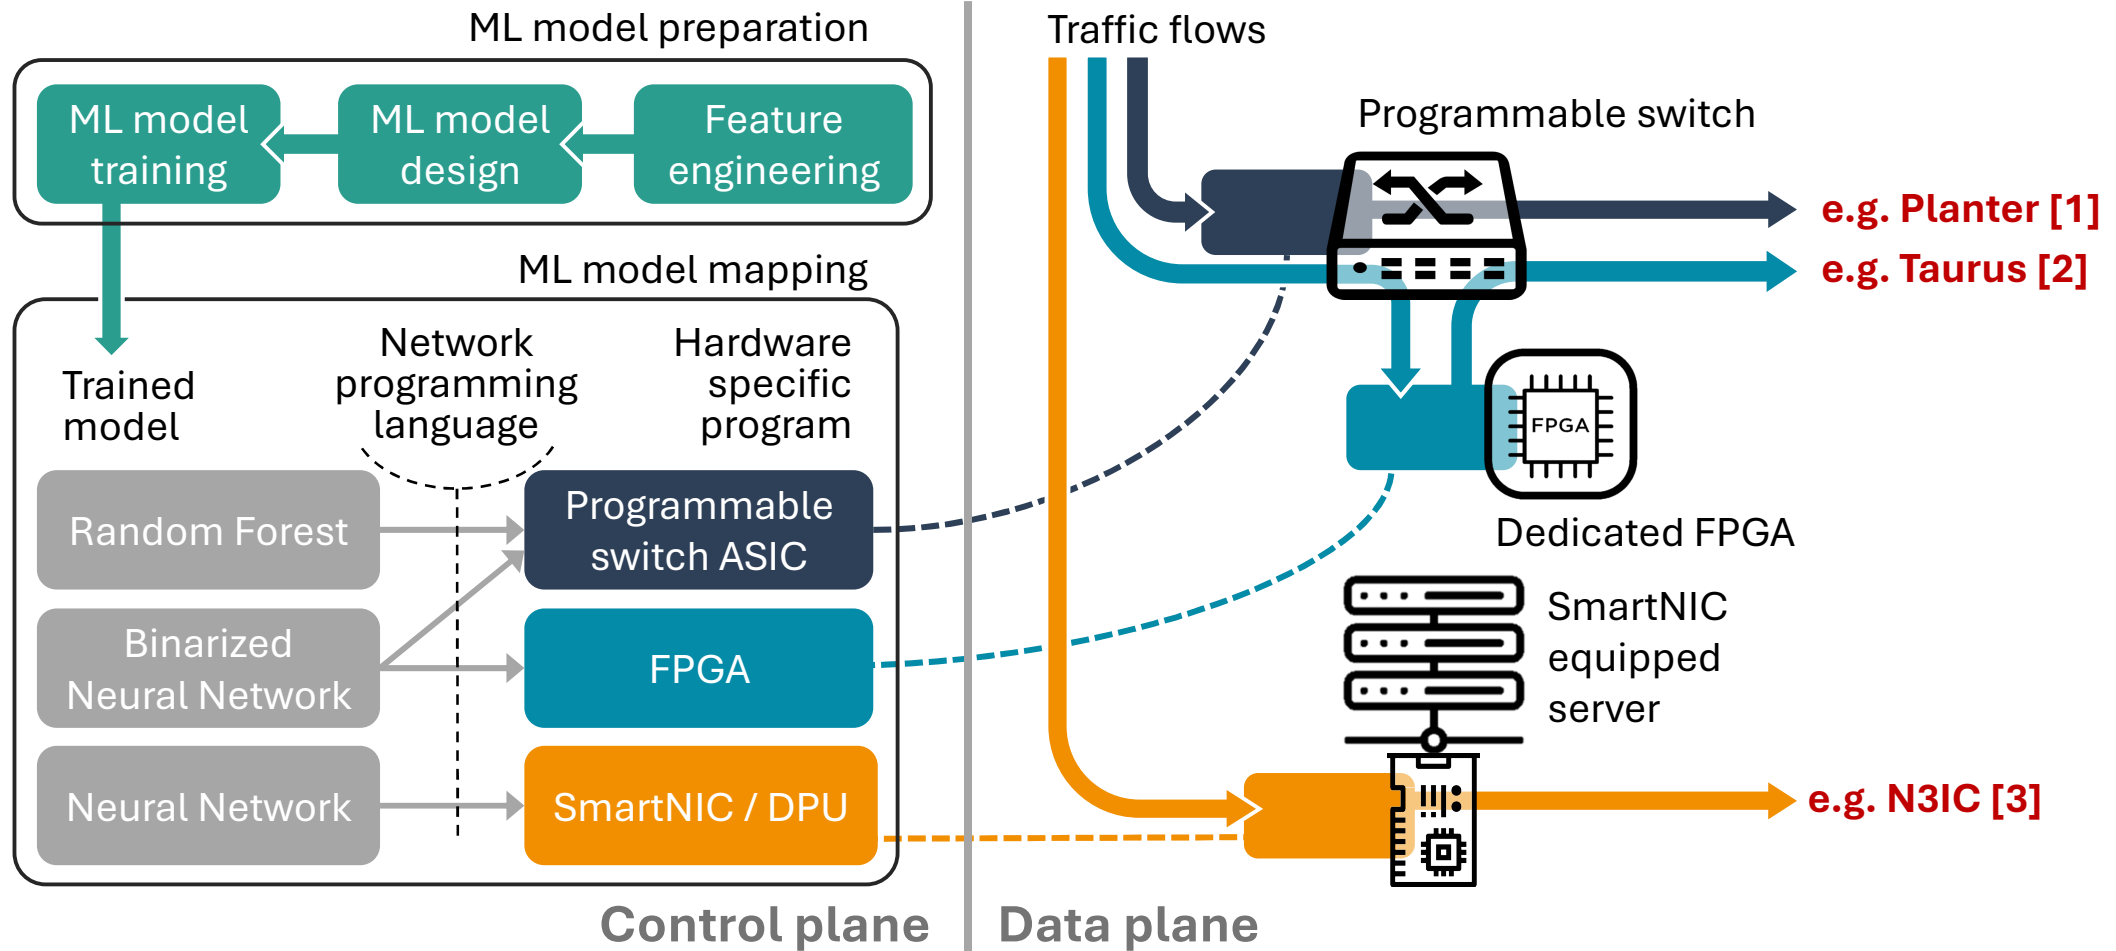 ML model preparation
ML model
training
ML model
design
Feature
engineering
ML model mapping
Trained
model
Network
programming
language
Hardware
specific
program
Random Forest
Programmable
switch ASIC
Binarized
Neural Network
FPGA
Neural Network
SmartNIC / DPU
Control plane
Data plane
Traffic flows
Programmable switch
e.g. Planter [1]
e.g. Taurus [2]
FPGA
Dedicated FPGA
SmartNIC
equipped
server
e.g. N3IC [3]